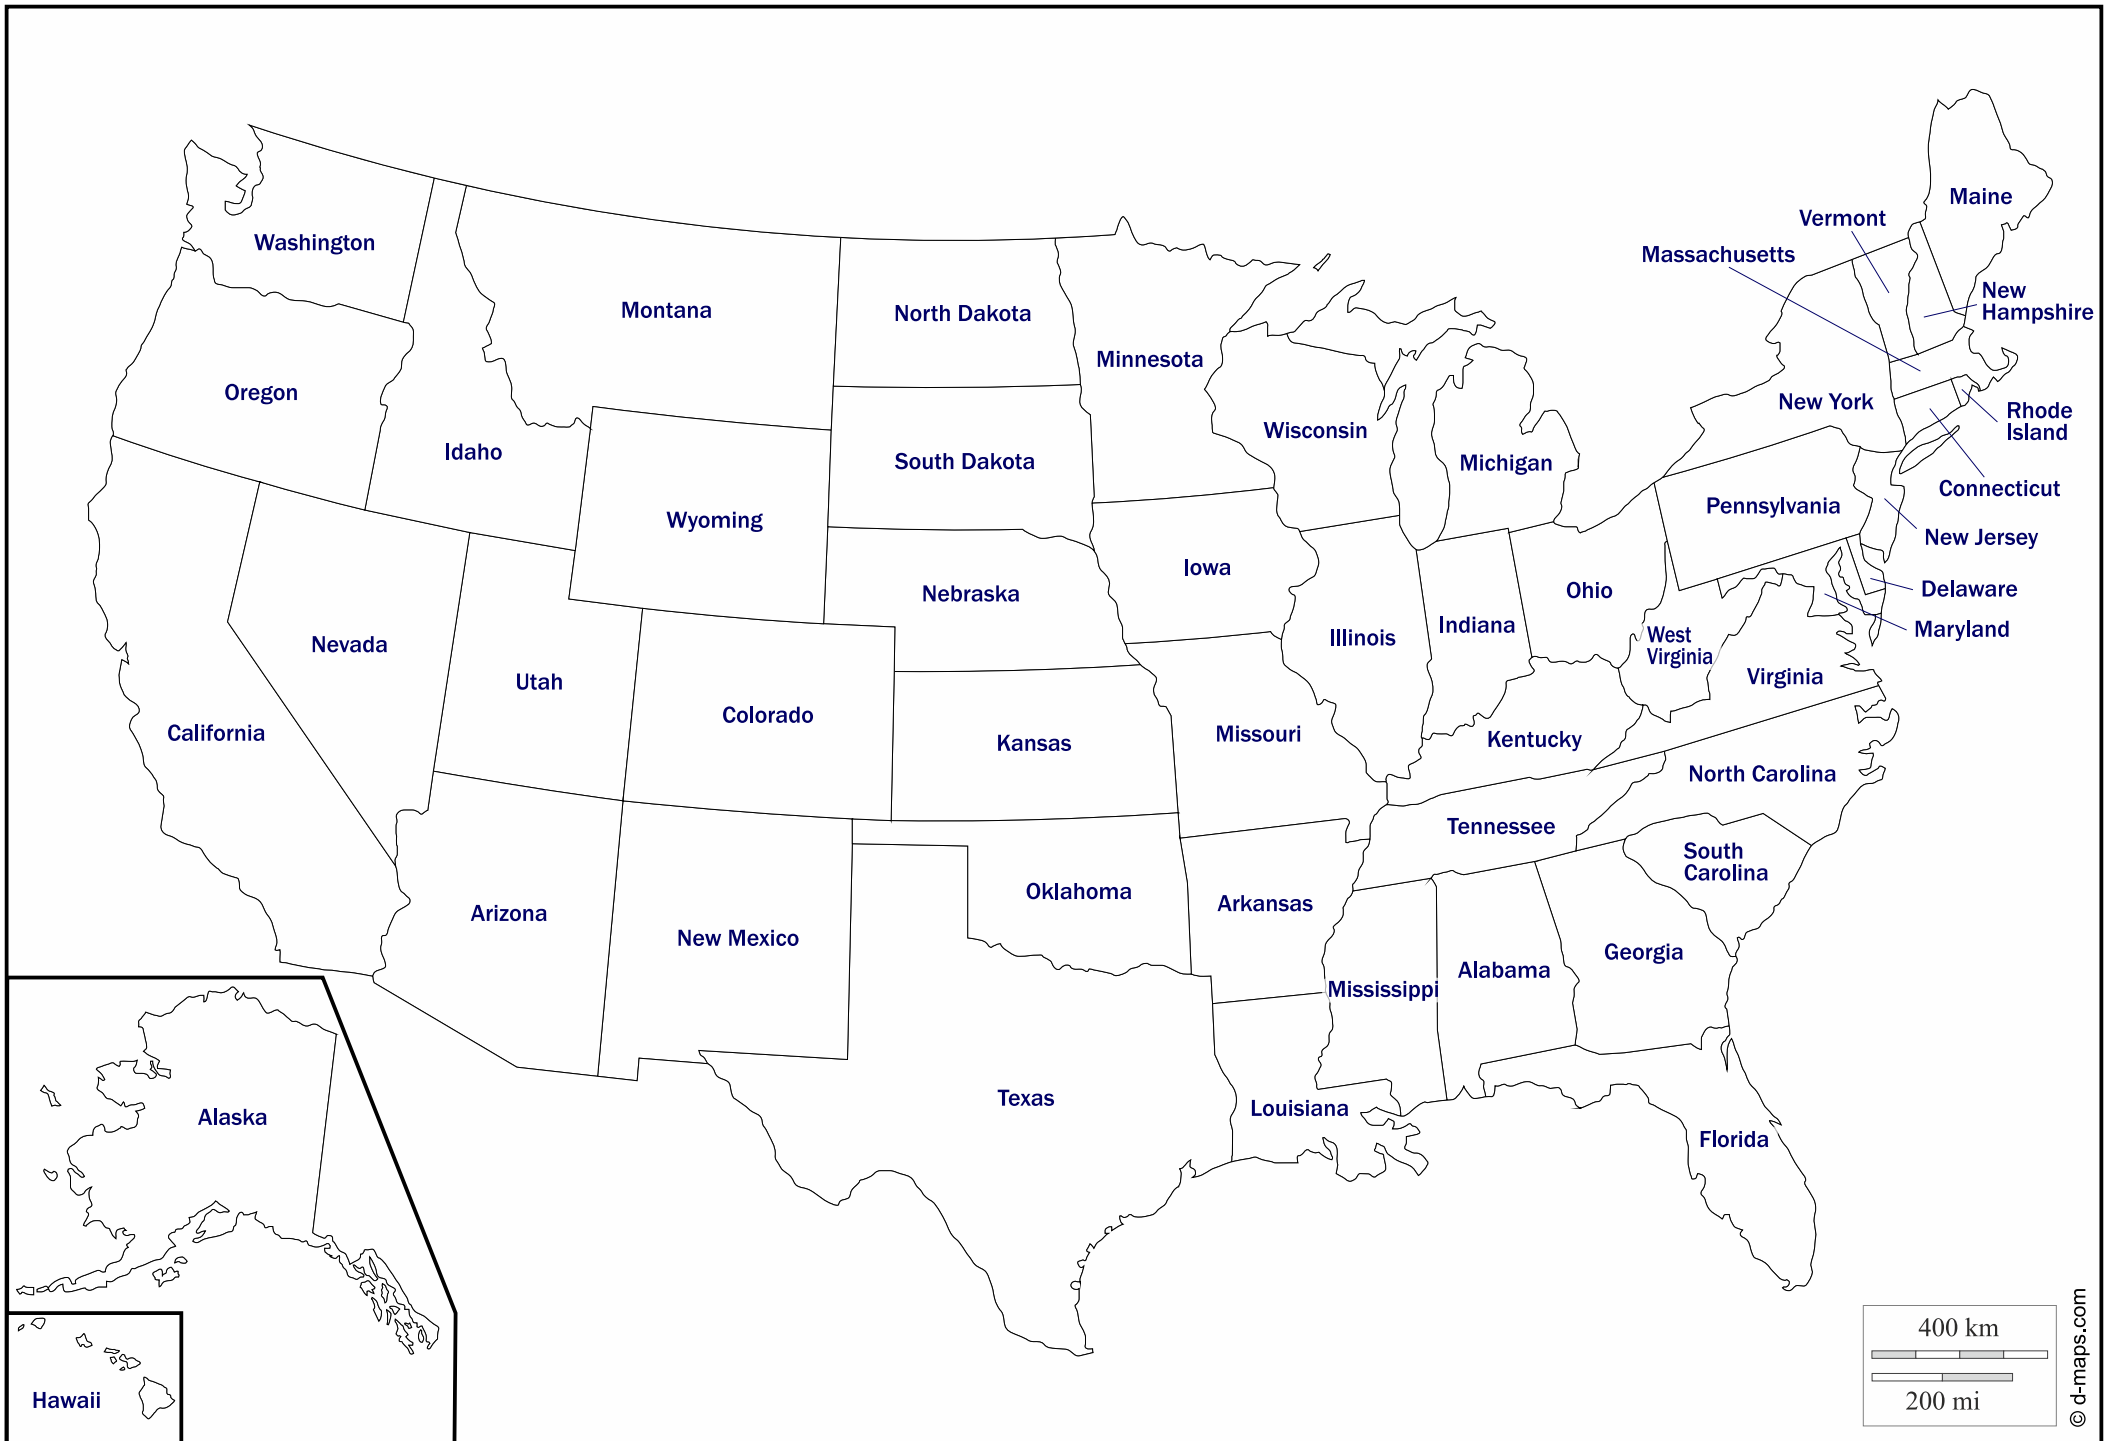 Maine
Vermont
Massachusetts
Washington
New
Hampshire
Montana
North Dakota
Minnesota
Oregon
New York
Rhode
Island
Wisconsin
Idaho
South Dakota
Michigan
Connecticut
Pennsylvania
Wyoming
New Jersey
Iowa
Nebraska
Ohio
Delaware
Nevada
Illinois
Indiana
West
Virginia
Maryland
Utah
Virginia
Colorado
California
Kansas
Missouri
Kentucky
North Carolina
Tennessee
South
Carolina
Oklahoma
Arkansas
Arizona
New Mexico
Georgia
Alabama
Mississippi
Texas
Louisiana
Alaska
Florida
Hawaii
400 km
200 mi
© d-maps.com